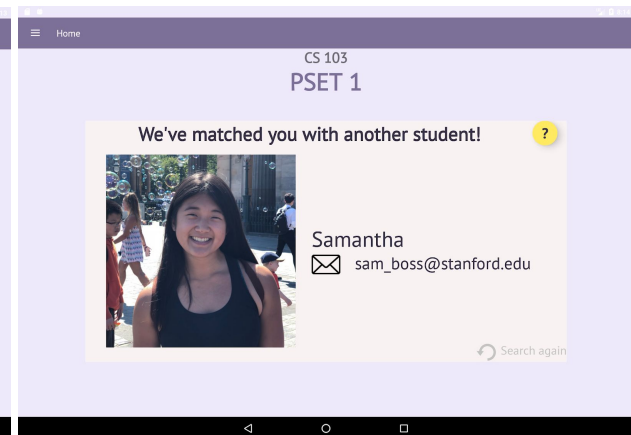 Home
CS 103
PSET 1
We've matched you with another student!
?
Samantha
sam_boss@stanford.edu
Search again